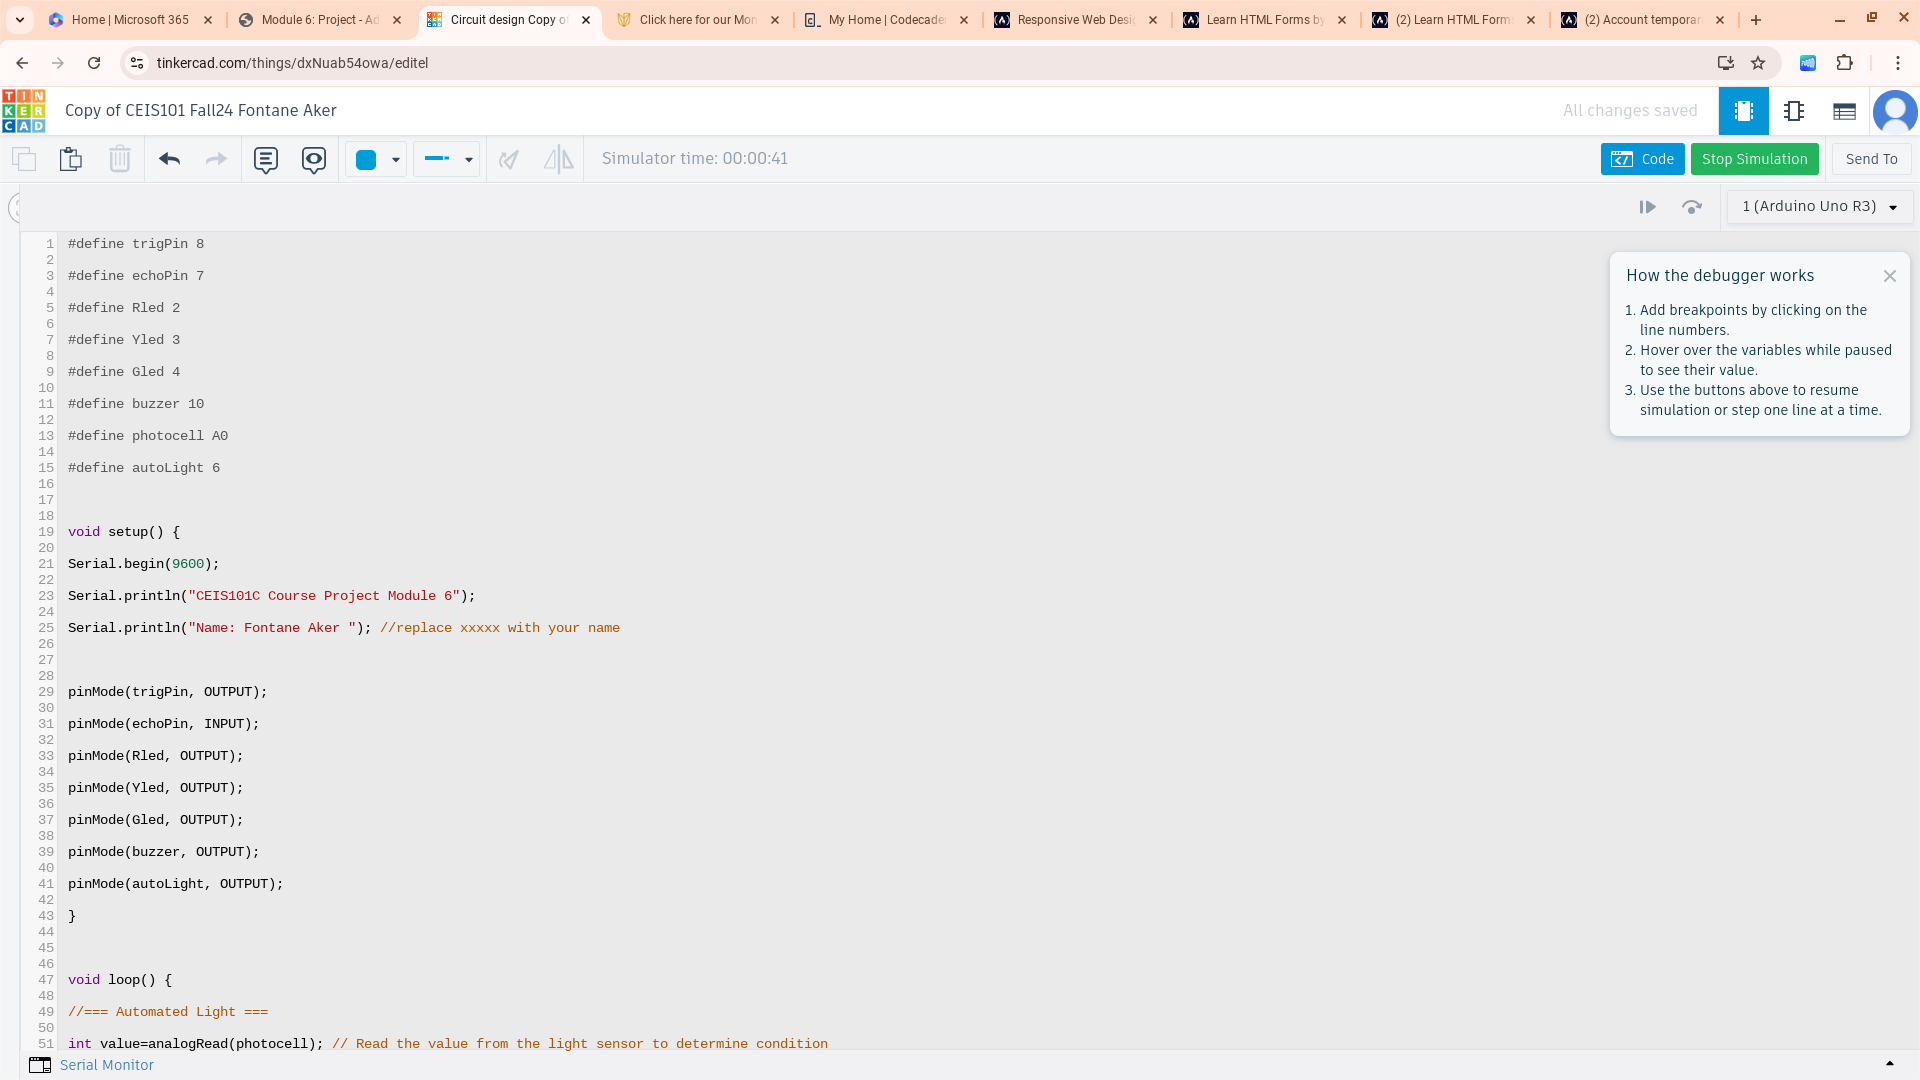 Home | Microsoft 365
Module 6: Project - Ad
Circuit design Copy o
Click here for our Mon
My Home | Codecade
Responsive Web Desig
Learn HTML Forms by
(2) Learn HTML Form
(2) Account temporar
tinkercad.com/things/dxNuab54owa/editel
TIN
KER
CAD
Copy of CEIS101 Fall24 Fontane Aker
All changes saved
Simulator time: 00:00:41
Code
Stop Simulation
Send To
1 (Arduino Uno R3)
1 #define trigPin 8
2
3 #define echoPin 7
4
5 #define Rled 2
6
7 #define Yled 3
8
9 #define Gled 4
10
11 #define buzzer 10
12
13 #define photocell A0
14
15 #define autoLight 6
16
17
18
19 void setup() {
20
21 Serial.begin(9600);
22
23 Serial.println("CEIS101C Course Project Module 6");
24
25 Serial.println("Name: Fontane Aker "); //replace xxxxx with your name
26
27
28
29 pinMode(trigPin, OUTPUT);
30
31 pinMode(echoPin, INPUT);
32
33 pinMode(Rled, OUTPUT);
34
35 pinMode(Yled, OUTPUT);
36
37 pinMode(Gled, OUTPUT);
38
39 pinMode(buzzer, OUTPUT);
40
41 pinMode(autoLight, OUTPUT);
42
43 }
44
45
46
47 void loop() {
48
49 //=== Automated Light ===
50
51 int value=analogRead(photocell); // Read the value from the light sensor to determine condition
How the debugger works
1. Add breakpoints by clicking on the
line numbers.
2. Hover over the variables while paused
to see their value.
3. Use the buttons above to resume
simulation or step one line at a time.
Serial Monitor